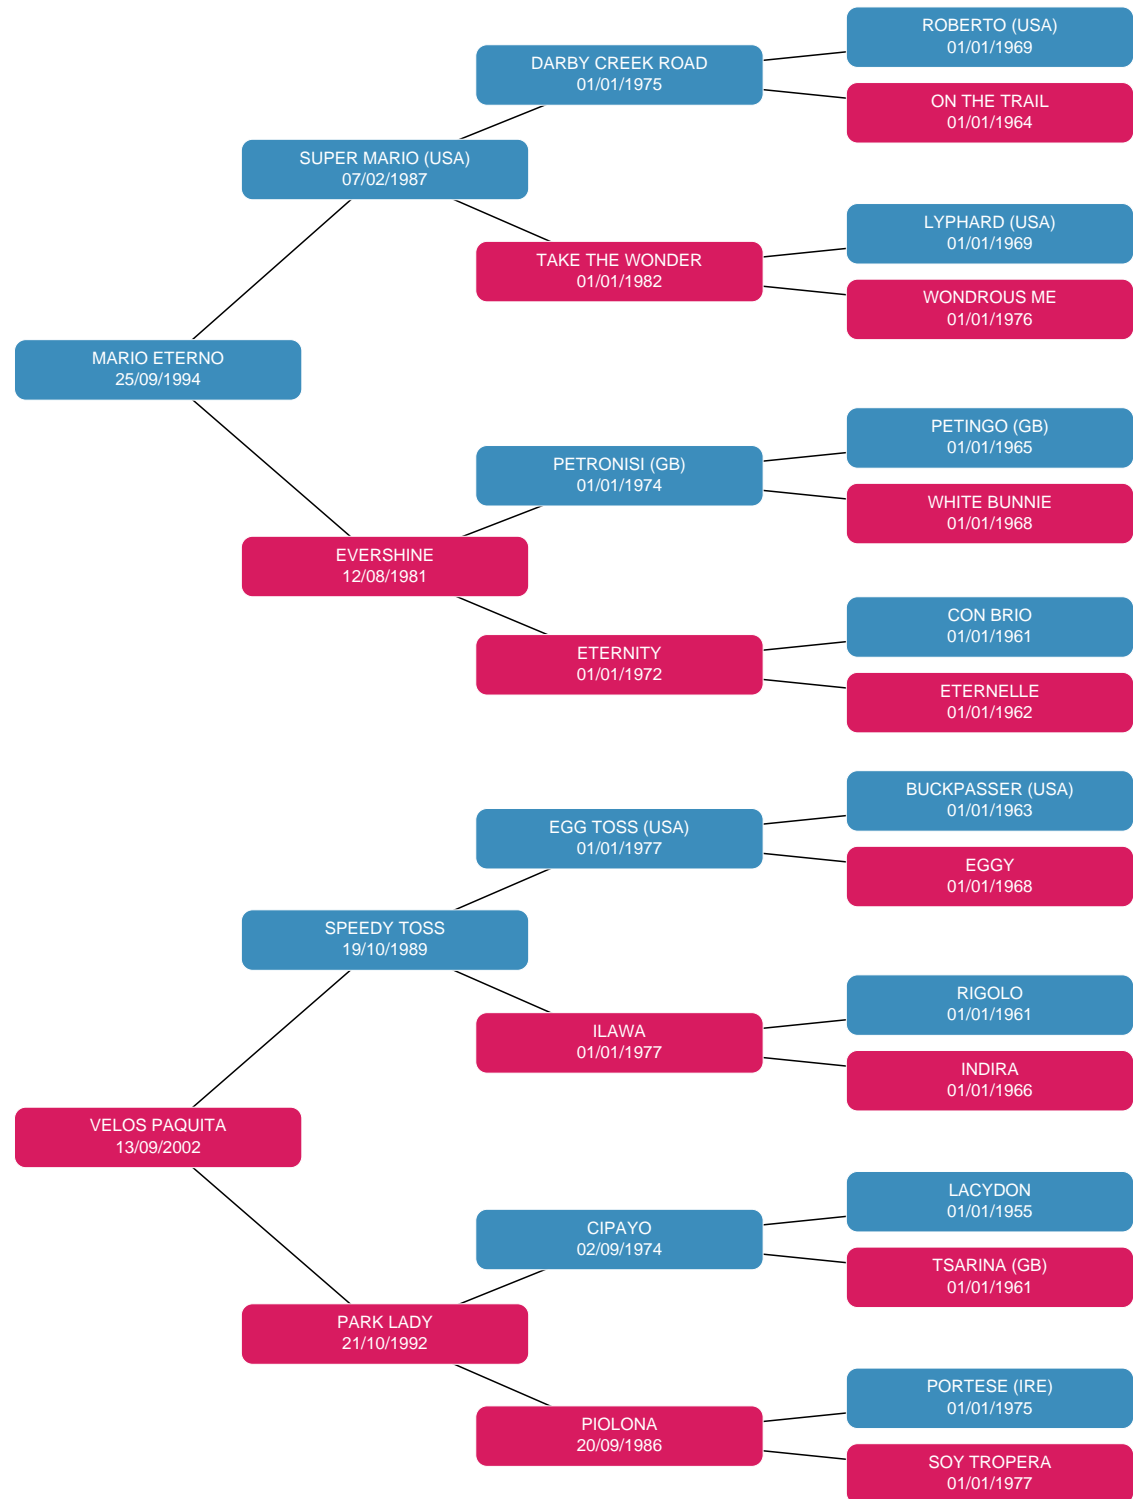 ROBERTO (USA)
01/01/1969
DARBY CREEK ROAD
01/01/1975
ON THE TRAIL
01/01/1964
SUPER MARIO (USA)
07/02/1987
LYPHARD (USA)
01/01/1969
TAKE THE WONDER
01/01/1982
WONDROUS ME
01/01/1976
MARIO ETERNO
25/09/1994
PETINGO (GB)
01/01/1965
PETRONISI (GB)
01/01/1974
WHITE BUNNIE
01/01/1968
EVERSHINE
12/08/1981
CON BRIO
01/01/1961
ETERNITY
01/01/1972
ETERNELLE
01/01/1962
BUCKPASSER (USA)
01/01/1963
EGG TOSS (USA)
01/01/1977
EGGY
01/01/1968
SPEEDY TOSS
19/10/1989
RIGOLO
01/01/1961
ILAWA
01/01/1977
INDIRA
01/01/1966
VELOS PAQUITA
13/09/2002
LACYDON
01/01/1955
CIPAYO
02/09/1974
TSARINA (GB)
01/01/1961
PARK LADY
21/10/1992
PORTESE (IRE)
01/01/1975
PIOLONA
20/09/1986
SOY TROPERA
01/01/1977